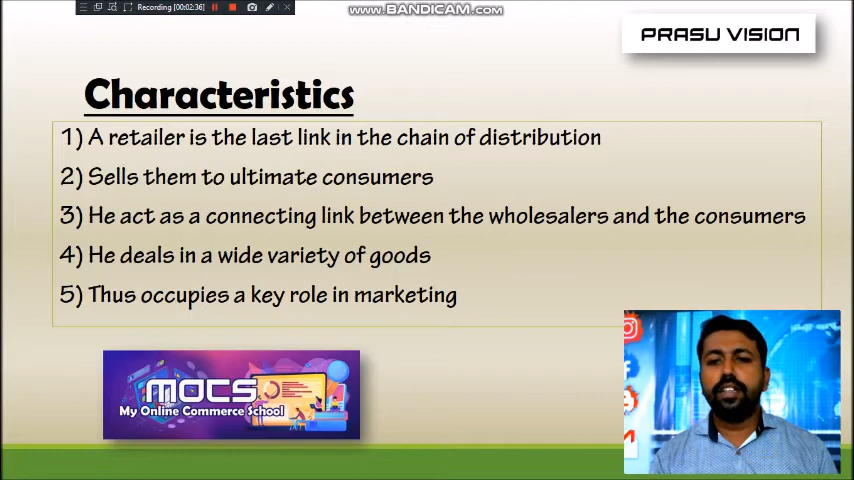 Recording [00:02:36]
www.BANDICAM.com
PRASU VISION
Characteristics
1) A retailer is the last link in the chain of distribution
2) Sells them to ultimate consumers
3) He act as a connecting link between the wholesalers and the consumers
4) He deals in a wide variety of goods
5) Thus occupies a key role in marketing
MOCS
My Online Commerce School